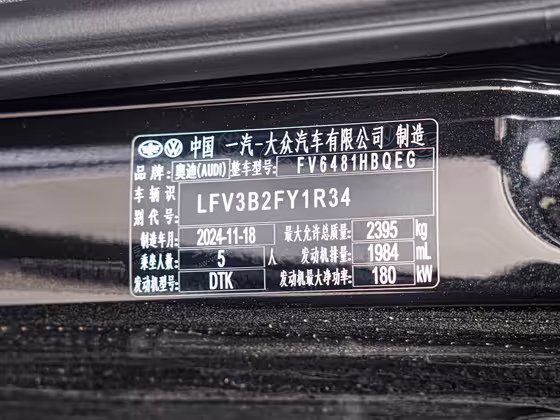 中国 一汽-大众汽车有限公司 制造
品牌: 奥迪(AUDI) 整车型号: FV6481HBQEG
车辆识别代号: LFV3B2FY1R34
制造年月: 2024-11-18 最大允许总质量: 2395 kg
乘坐人数: 5 人 发动机排量: 1984 mL
发动机型号: DTK 发动机最大净功率: 180 kW